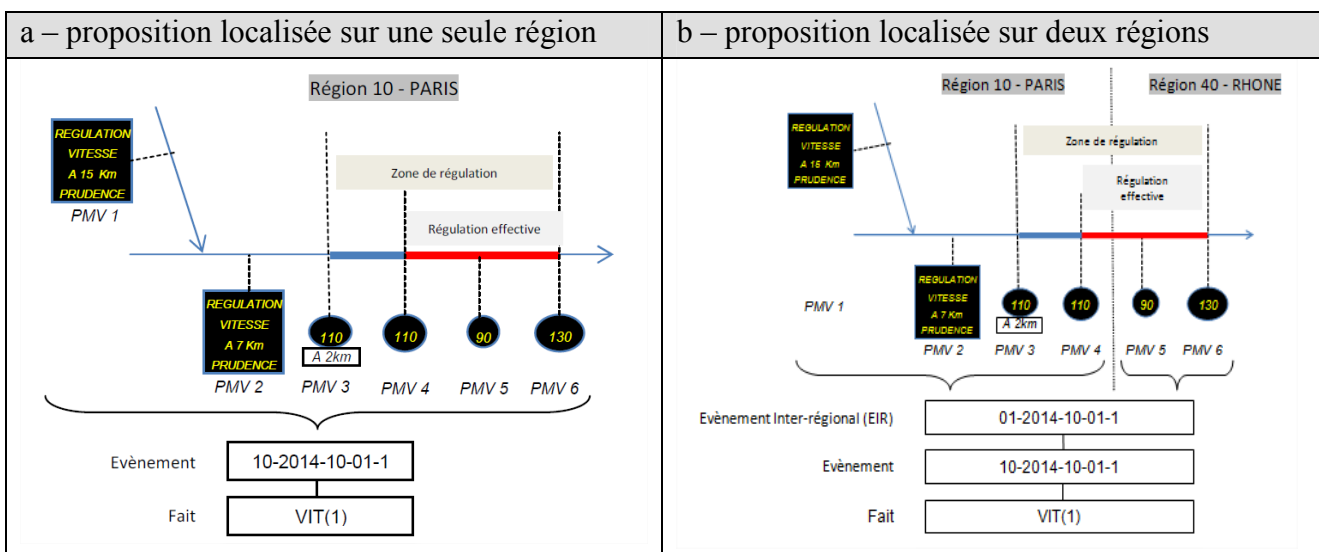 a – proposition localisée sur une seule région
Région 10 - PARIS
REGULATION
VITESSE
A 15 Km
PRUDENCE
PMV 1
Zone de régulation
Régulation effective
REGULATION
VITESSE
A 7 Km
PRUDENCE
PMV 2
110
A 2km
PMV 3
110
PMV 4
90
PMV 5
130
PMV 6
Evènement
10-2014-10-01-1
Fait
VIT(1)
b – proposition localisée sur deux régions
Région 10 - PARIS
Région 40 - RHONE
REGULATION
VITESSE
A 15 Km
PRUDENCE
PMV 1
Zone de régulation
Régulation
effective
REGULATION
VITESSE
A 7 Km
PRUDENCE
PMV 2
110
A 2km
PMV 3
110
PMV 4
90
PMV 5
130
PMV 6
Evènement Inter-régional (EIR)
01-2014-10-01-1
Evènement
10-2014-10-01-1
Fait
VIT(1)